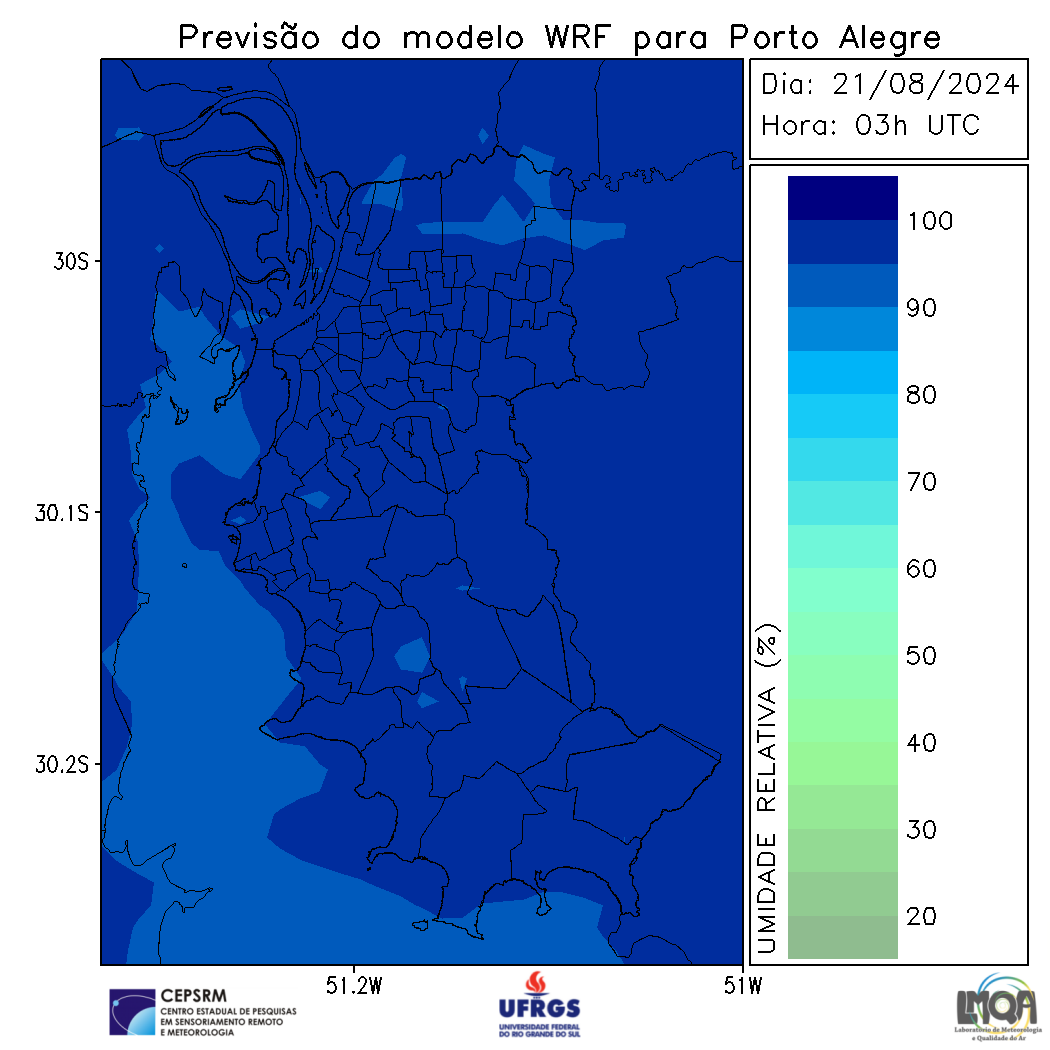 Previsão do modelo WRF para Porto Alegre
Dia: 21/08/2024
Hora: 03h UTC
30S
30.1S
30.2S
51.2W
51W
100
90
80
70
60
50
40
30
20
UMIDADE RELATIVA (%)
CEPSRM
CENTRO ESTADUAL DE PESQUISAS
EM SENSORIAMENTO REMOTO
E METEOROLOGIA
UFRGS
UNIVERSIDADE FEDERAL
DO RIO GRANDE DO SUL
LMQA
Laboratório de Meteorologia
e Qualidade do Ar